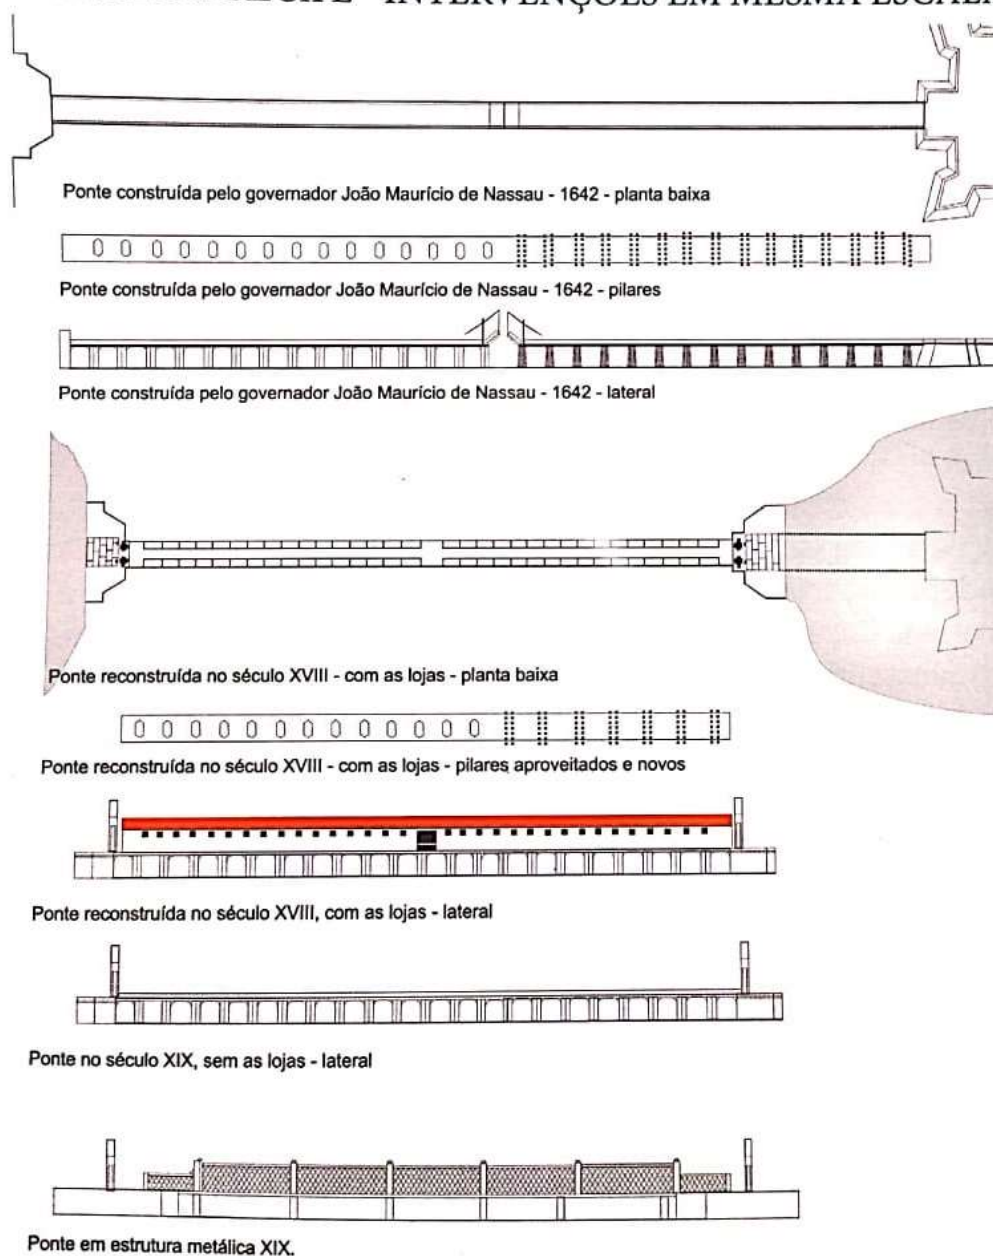 INTERVENÇÕES EM MESMA
Ponte construída pelo governador João Maurício de Nassau - 1642 - planta baixa
Ponte construída pelo governador João Maurício de Nassau - 1642 - pilares
Ponte construída pelo governador João Maurício de Nassau - 1642 - lateral
Ponte reconstruída no século XVIII - com as lojas - planta baixa
Ponte reconstruída no século XVIII - com as lojas - pilares aproveitados e novos
Ponte reconstruída no século XVIII, com as lojas - lateral
Ponte no século XIX, sem as lojas - lateral
Ponte em estrutura metálica XIX.